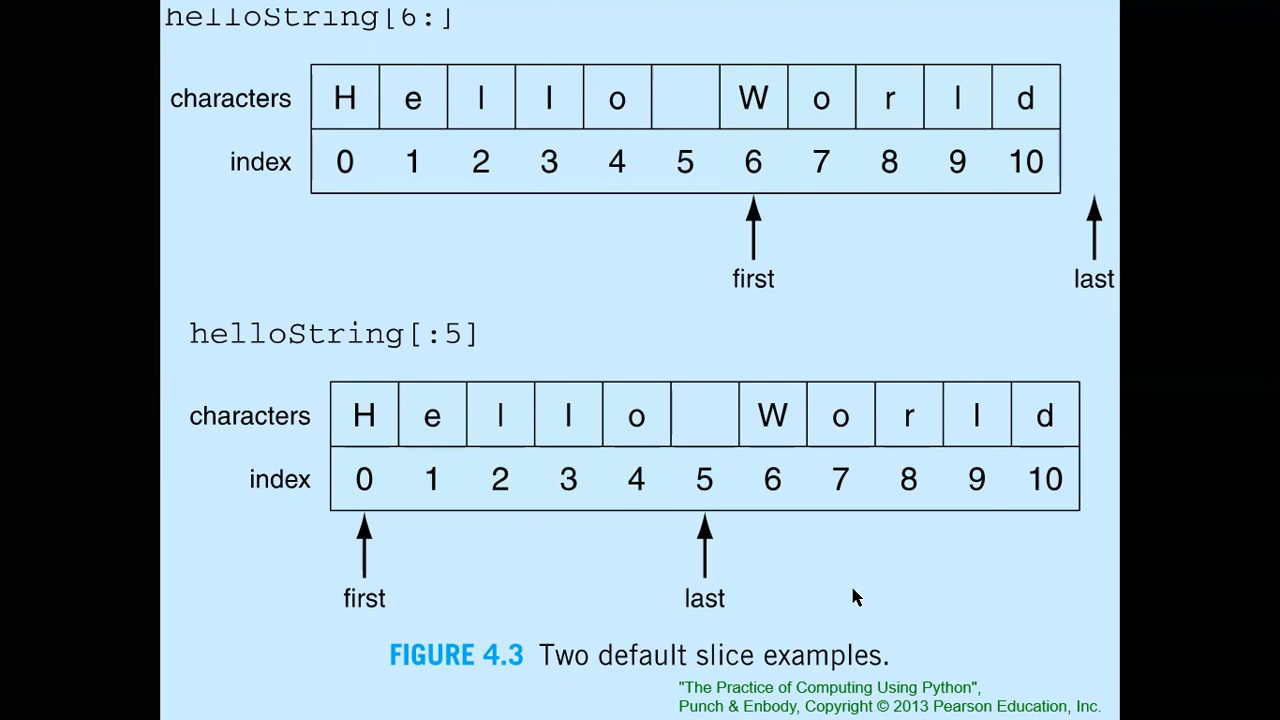 helloString[6:]
characters H e l l o W o r l d
index 0 1 2 3 4 5 6 7 8 9 10
first last
helloString[:5]
characters H e l l o W o r l d
index 0 1 2 3 4 5 6 7 8 9 10
first last
FIGURE 4.3 Two default slice examples.
"The Practice of Computing Using Python",
Punch & Enbody, Copyright © 2013 Pearson Education, Inc.